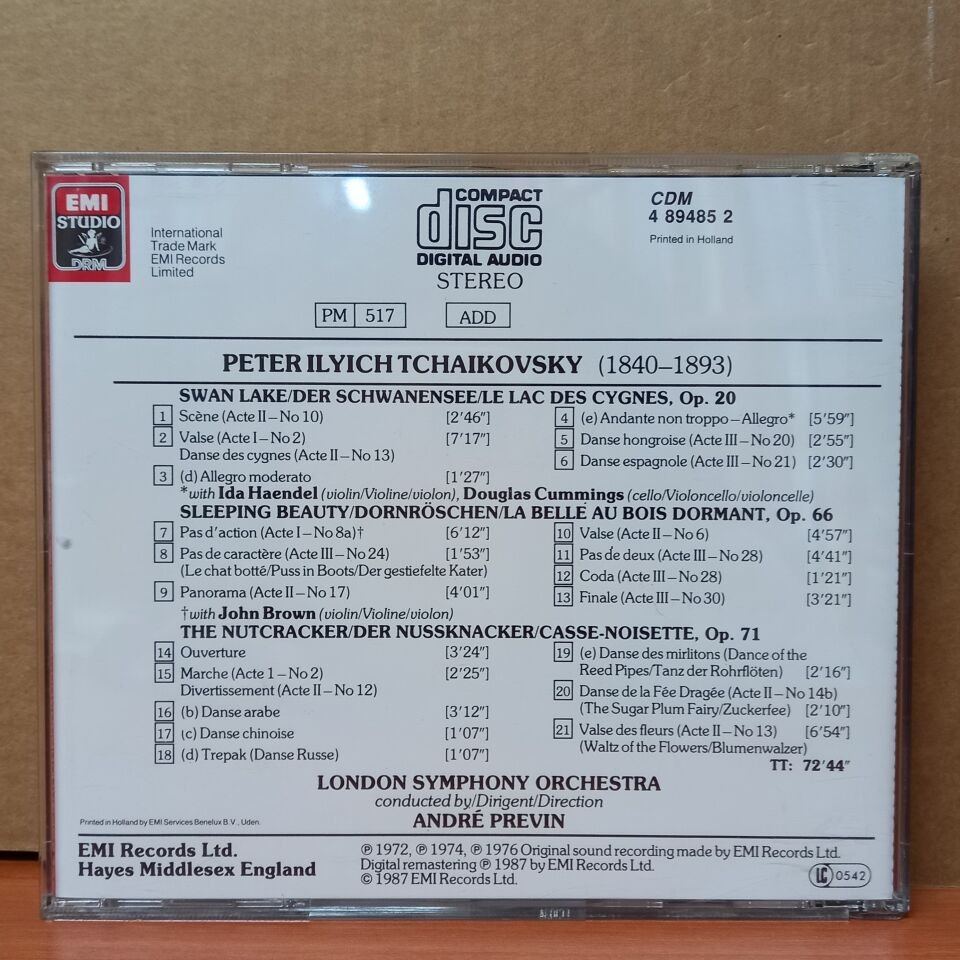 EMI
STUDIO
DRM
International
Trade Mark
EMI Records
Limited
COMPACT
disc
DIGITAL AUDIO
STEREO
CDM
4 89485 2
Printed in Holland
PM 517 ADD
PETER ILYICH TCHAIKOVSKY (1840–1893)
SWAN LAKE/DER SCHWANENSEE/LE LAC DES CYGNES, Op. 20
1 Scène (Acte II – No 10) [2'46"]
2 Valse (Acte I – No 2) [7'17"]
Danse des cygnes (Acte II – No 13)
3 (d) Allegro moderato [1'27"]
4 (e) Andante non troppo – Allegro* [5'59"]
5 Danse hongroise (Acte III – No 20) [2'55"]
6 Danse espagnole (Acte III – No 21) [2'30"]
*with Ida Haendel (violin/Violine/violon), Douglas Cummings (cello/Violoncello/violoncelle)
SLEEPING BEAUTY/DORNRÖSCHEN/LA BELLE AU BOIS DORMANT, Op. 66
7 Pas d'action (Acte I – No 8a)† [6'12"]
8 Pas de caractère (Acte III – No 24) [1'53"]
(Le chat botté/Puss in Boots/Der gestiefelte Kater)
9 Panorama (Acte II – No 17) [4'01"]
10 Valse (Acte II – No 6) [4'57"]
11 Pas de deux (Acte III – No 28) [4'41"]
12 Coda (Acte III – No 28) [1'21"]
13 Finale (Acte III – No 30) [3'21"]
†with John Brown (violin/Violine/violon)
THE NUTCRACKER/DER NUSSKNACKER/CASSE-NOISETTE, Op. 71
14 Ouverture [3'24"]
15 Marche (Acte 1 – No 2) [2'25"]
Divertissement (Acte II – No 12)
16 (b) Danse arabe [3'12"]
17 (c) Danse chinoise [1'07"]
18 (d) Trepak (Danse Russe) [1'07"]
19 (e) Danse des mirlitons (Dance of the
Reed Pipes/Tanz der Rohrflöten) [2'16"]
20 Danse de la Fée Dragée (Acte II – No 14b)
(The Sugar Plum Fairy/Zuckerfee) [2'10"]
21 Valse des fleurs (Acte II – No 13) [6'54"]
(Waltz of the Flowers/Blumenwalzer)
TT: 72'44"
LONDON SYMPHONY ORCHESTRA
conducted by/Dirigent/Direction
ANDRÉ PREVIN
Printed in Holland by EMI Services Benelux B.V., Uden.
EMI Records Ltd.
Hayes Middlesex England
℗ 1972, ℗ 1974, ℗ 1976 Original sound recording made by EMI Records Ltd.
Digital remastering ℗ 1987 by EMI Records Ltd.
© 1987 EMI Records Ltd.
LC 0542